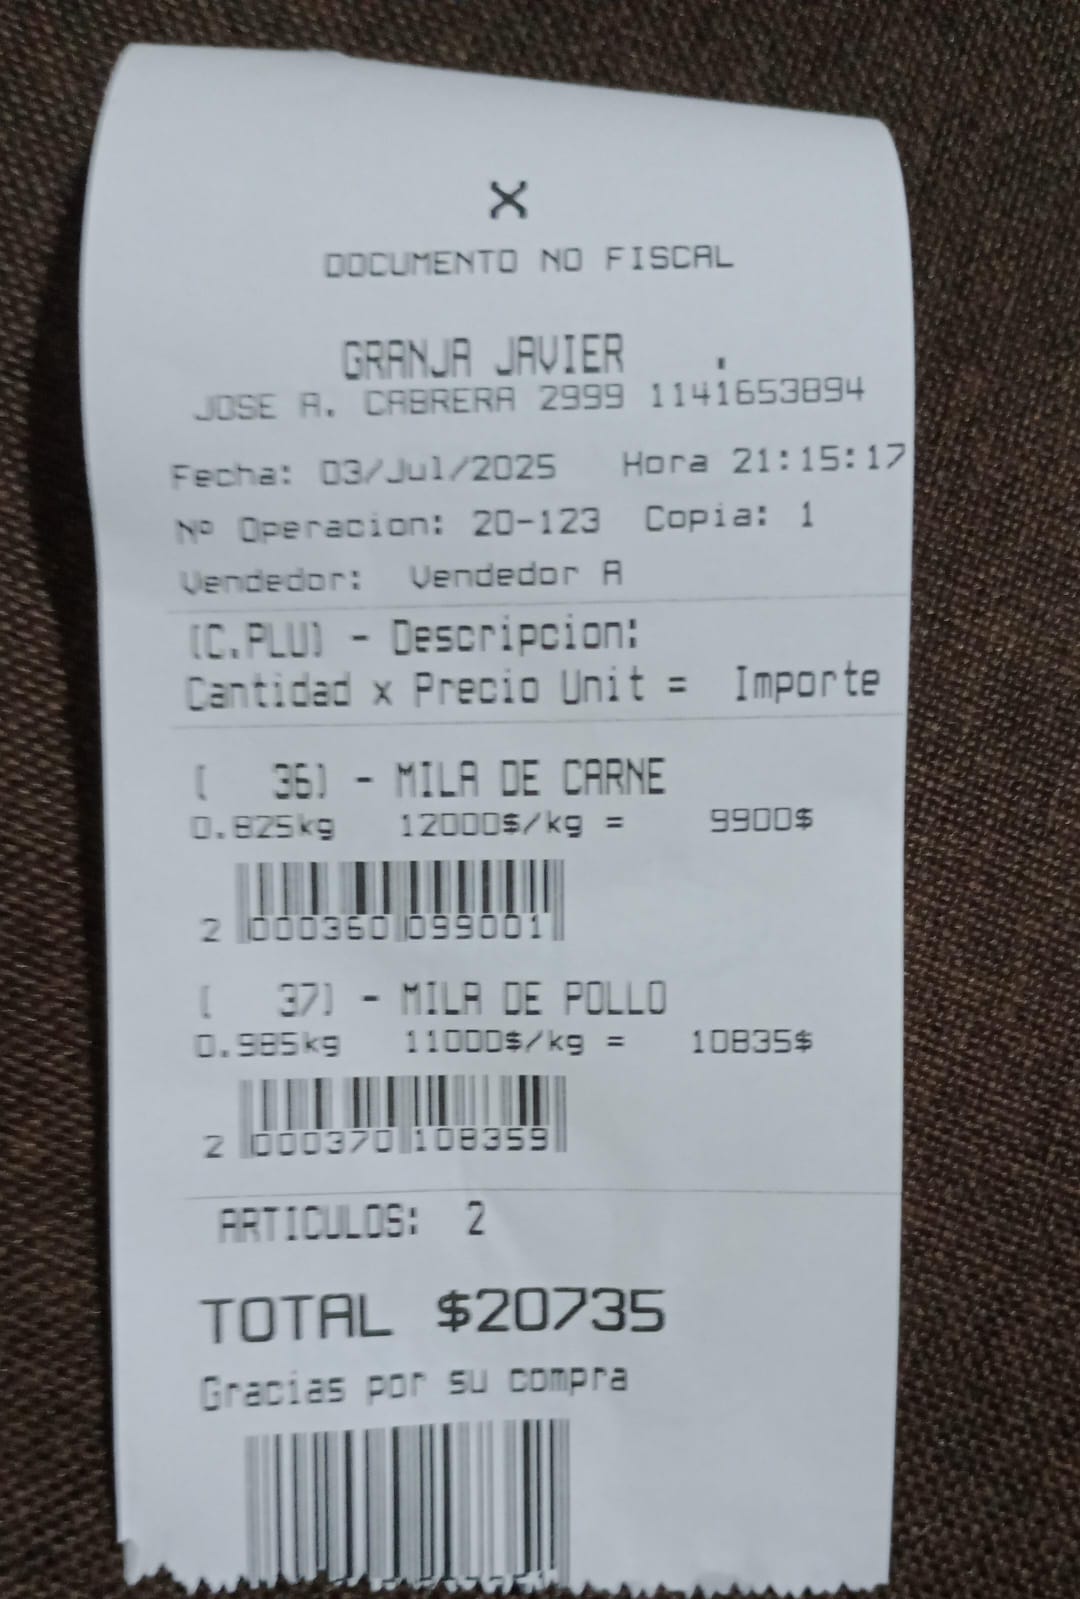 X
DOCUMENTO NO FISCAL
GRANJA JAVIER .
JOSE A. CABRERA 2999 1141653894
Fecha: 03/Jul/2025 Hora 21:15:17
Nº Operacion: 20-123 Copia: 1
Vendedor: Vendedor A
(C.PLU) - Descripcion:
Cantidad x Precio Unit = Importe
( 36) - MILA DE CARNE
0.825kg 12000$/kg = 9900$
2 000360 099001
( 37) - MILA DE POLLO
0.985kg 11000$/kg = 10835$
2 000370 108359
ARTICULOS: 2
TOTAL $20735
Gracias por su compra